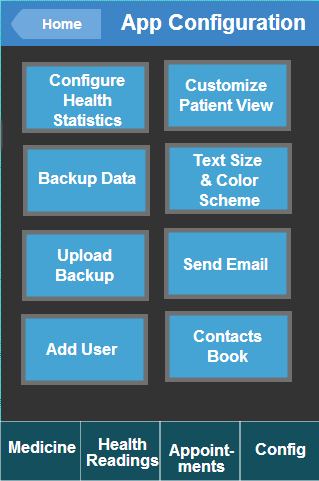 Home
App Configuration
Configure
Health
Statistics
Customize
Patient View
Backup Data
Text Size
& Color
Scheme
Upload
Backup
Send Email
Add User
Contacts
Book
Medicine
Health
Readings
Appoint-
ments
Config